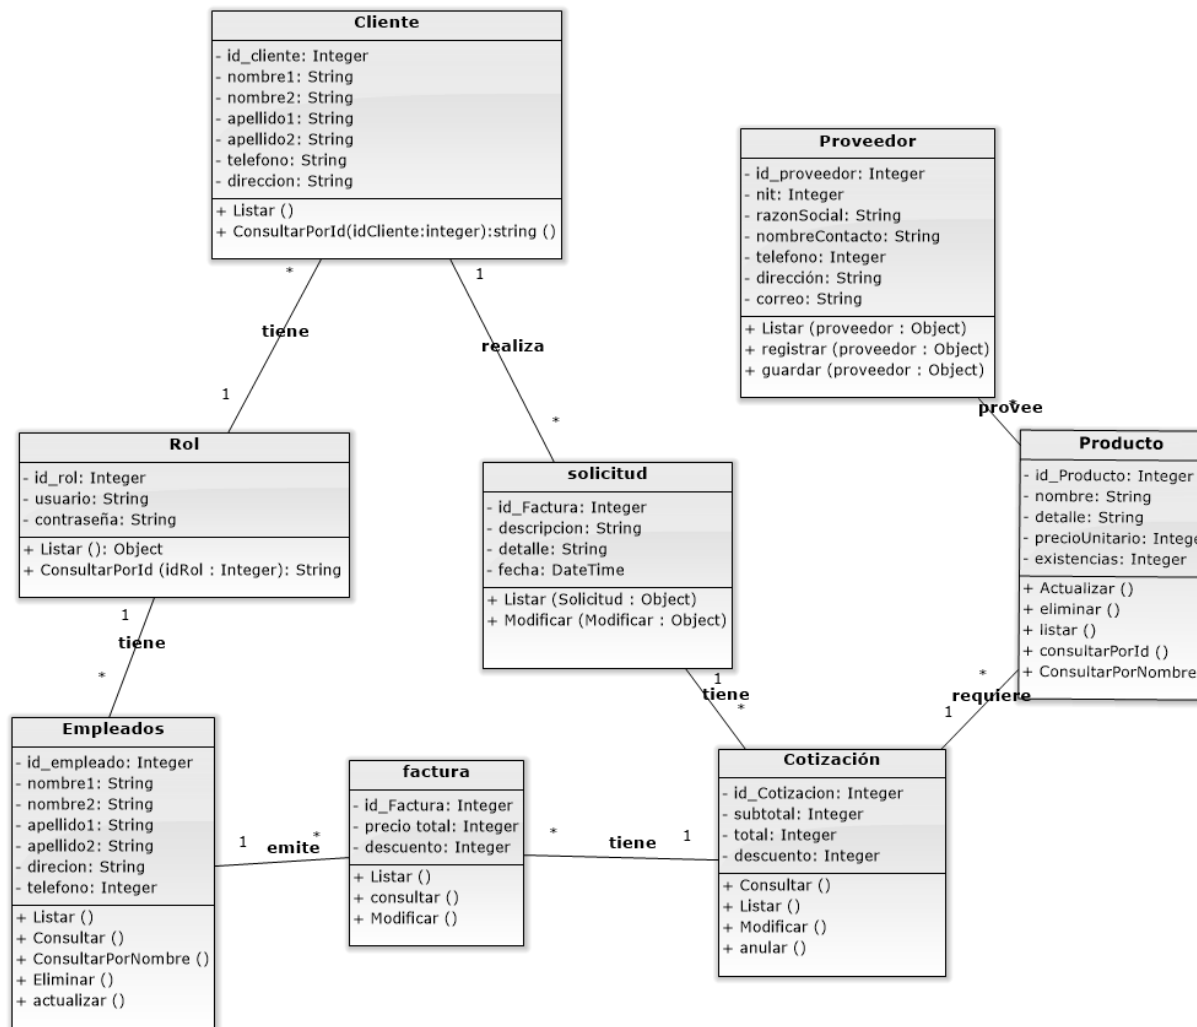 Cliente
- id_cliente: Integer
- nombre1: String
- nombre2: String
- apellido1: String
- apellido2: String
- telefono: String
- direccion: String
+ Listar ()
+ ConsultarPorId(idCliente:integer):string ()
Proveedor
- id_proveedor: Integer
- nit: Integer
- razonSocial: String
- nombreContacto: String
- telefono: Integer
- dirección: String
- correo: String
+ Listar (proveedor : Object)
+ registrar (proveedor : Object)
+ guardar (proveedor : Object)
*
tiene
1
1
realiza
*
provee
*
Rol
- id_rol: Integer
- usuario: String
- contraseña: String
+ Listar (): Object
+ ConsultarPorId (idRol : Integer): String
solicitud
- id_Factura: Integer
- descripcion: String
- detalle: String
- fecha: DateTime
+ Listar (Solicitud : Object)
+ Modificar (Modificar : Object)
Producto
- id_Producto: Integer
- nombre: String
- detalle: String
- precioUnitario: Intege
- existencias: Integer
+ Actualizar ()
+ eliminar ()
+ listar ()
+ consultarPorId ()
+ ConsultarPorNombre
1
tiene
*
1
tiene
*
*
requiere
1
Empleados
- id_empleado: Integer
- nombre1: String
- nombre2: String
- apellido1: String
- apellido2: String
- direcion: String
- telefono: Integer
+ Listar ()
+ Consultar ()
+ ConsultarPorNombre ()
+ Eliminar ()
+ actualizar ()
1
emite
*
factura
- id_Factura: Integer
- precio total: Integer
- descuento: Integer
+ Listar ()
+ consultar ()
+ Modificar ()
*
tiene
1
Cotización
- id_Cotizacion: Integer
- subtotal: Integer
- total: Integer
- descuento: Integer
+ Consultar ()
+ Listar ()
+ Modificar ()
+ anular ()